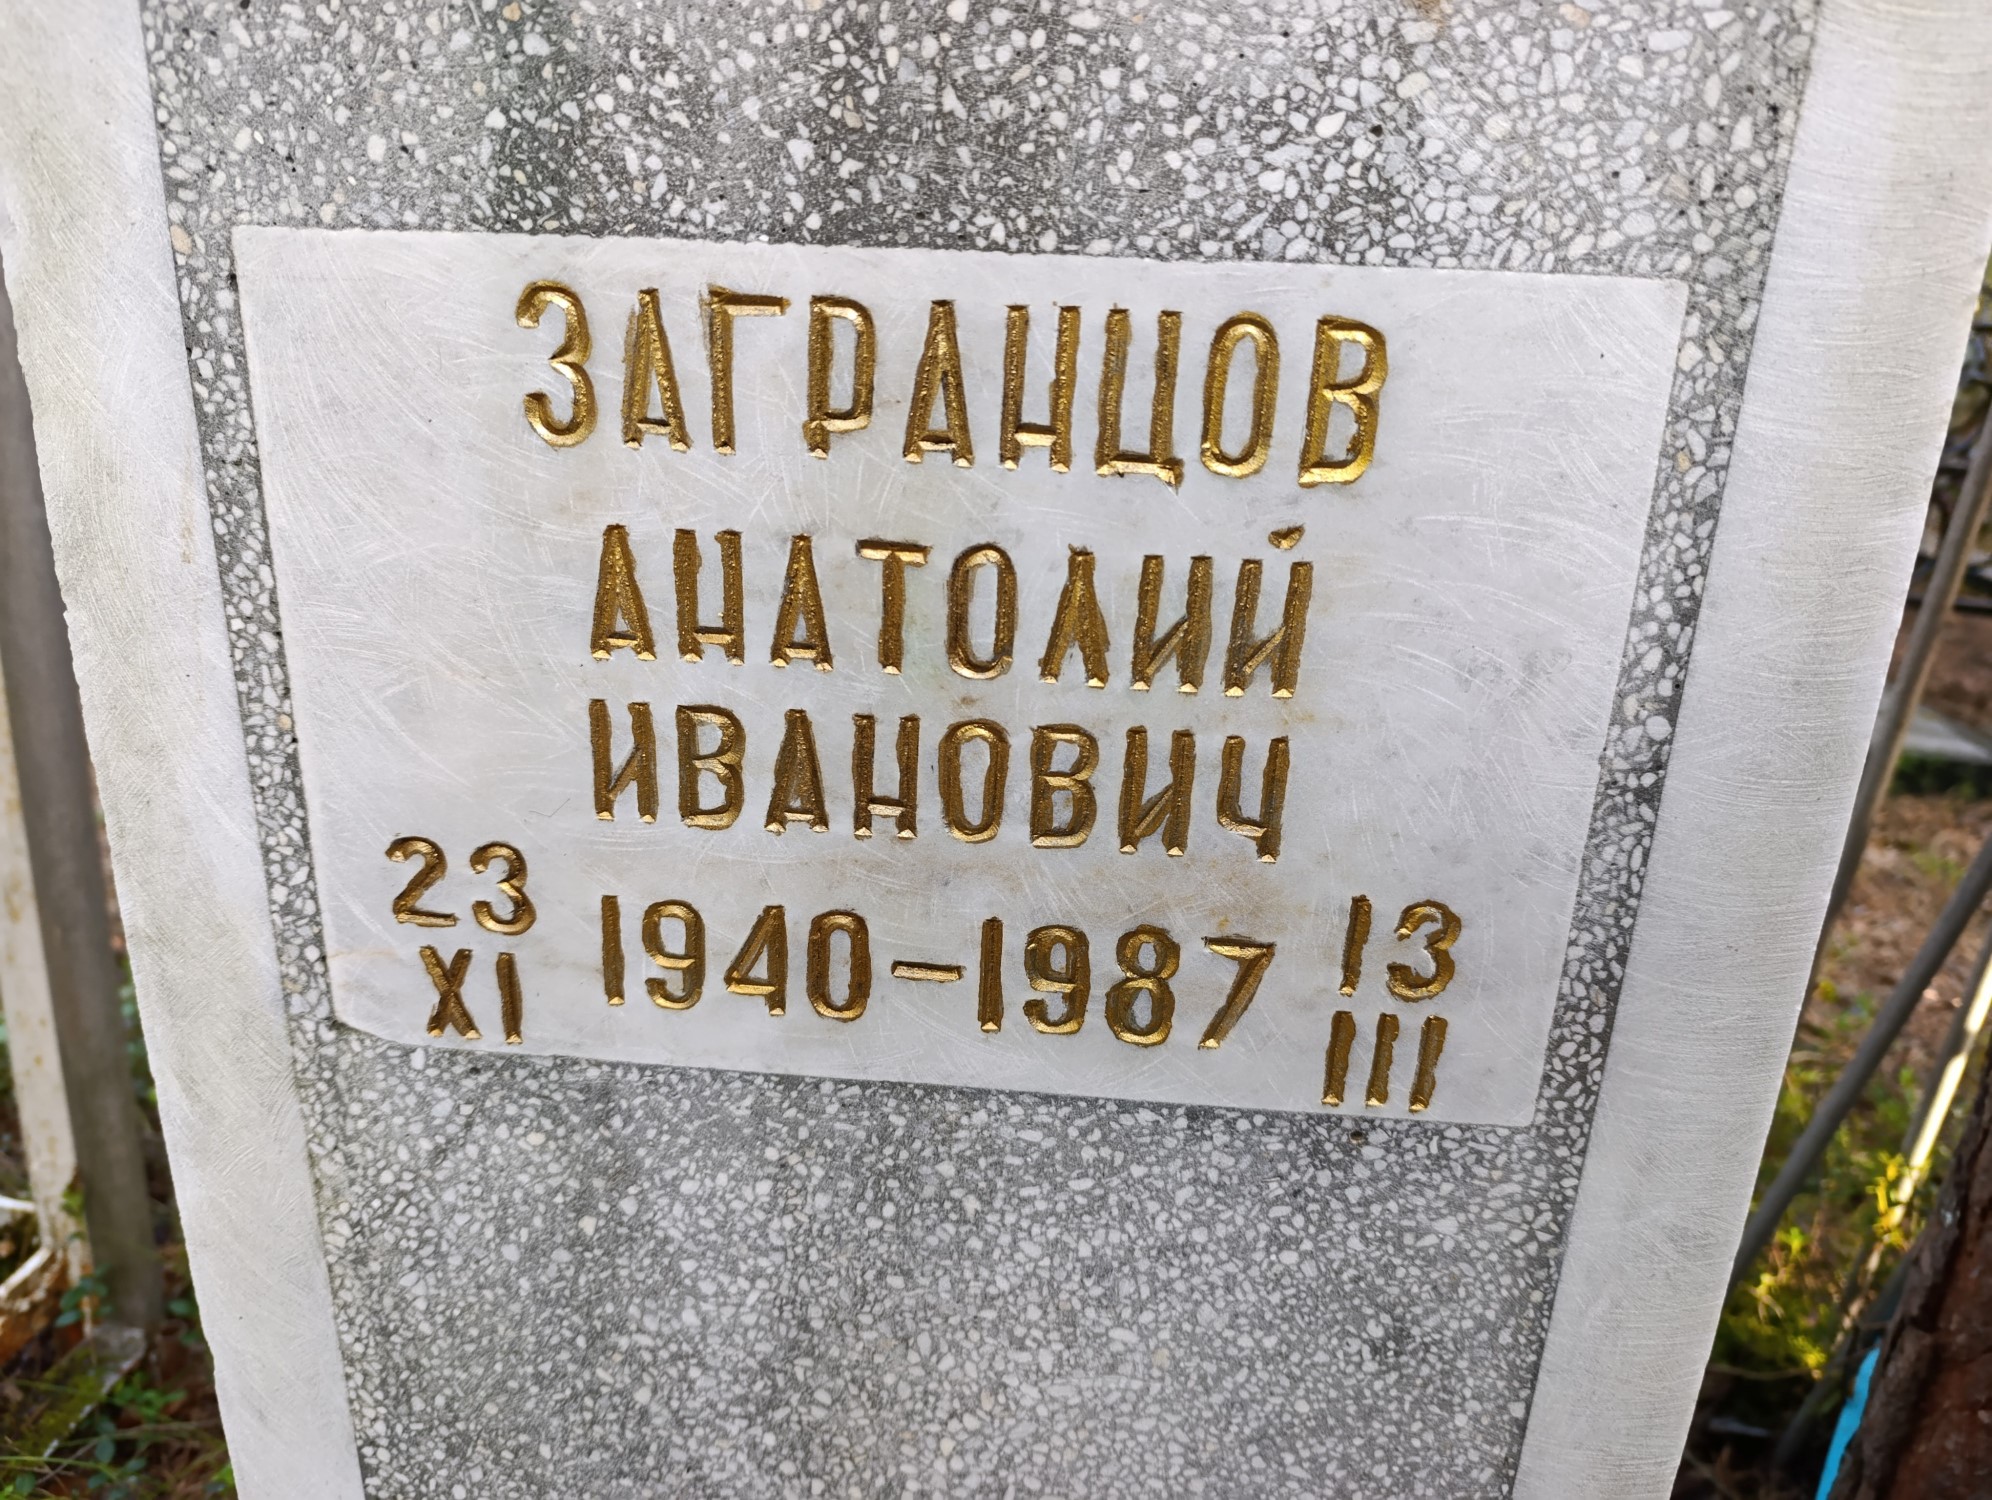 ЗАГРАНЦОВ
АНАТОЛИЙ
ИВАНОВИЧ
23 XI 1940-1987 13 III